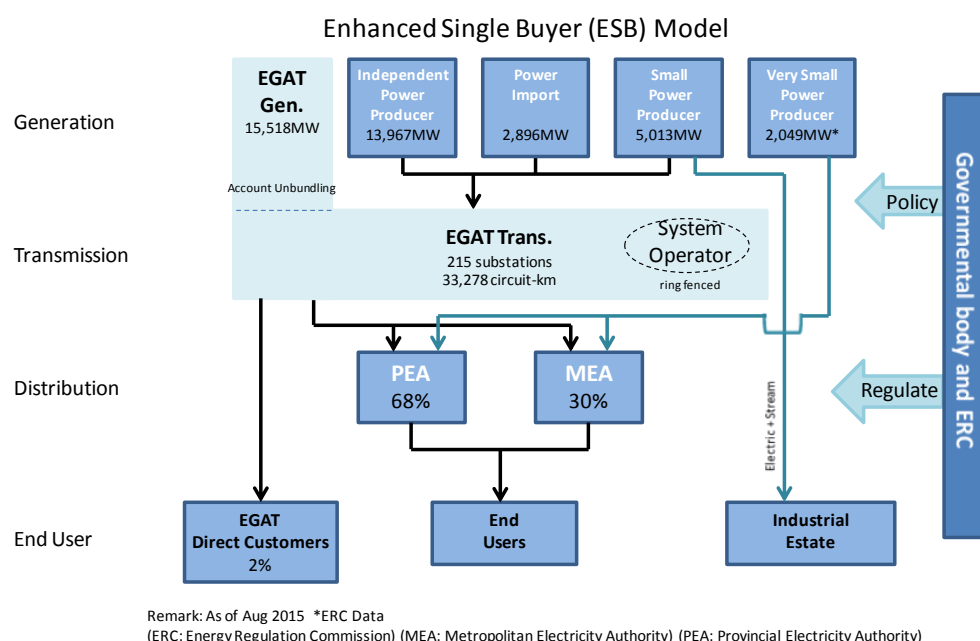 Enhanced Single Buyer (ESB) Model
Generation
EGAT
Gen.
15,518MW
Independent
Power
Producer
13,967MW
Power
Import
2,896MW
Small
Power
Producer
5,013MW
Very Small
Power
Producer
2,049MW*
Account Unbundling
Policy
Transmission
EGAT Trans.
215 substations
33,278 circuit-km
System
Operator
ring fenced
Governmental body and ERC
Distribution
PEA
68%
MEA
30%
Electric + Stream
Regulate
End User
EGAT
Direct Customers
2%
End
Users
Industrial
Estate
Remark: As of Aug 2015 *ERC Data
(ERC: Energy Regulation Commission) (MEA: Metropolitan Electricity Authority) (PEA: Provincial Electricity Authority)